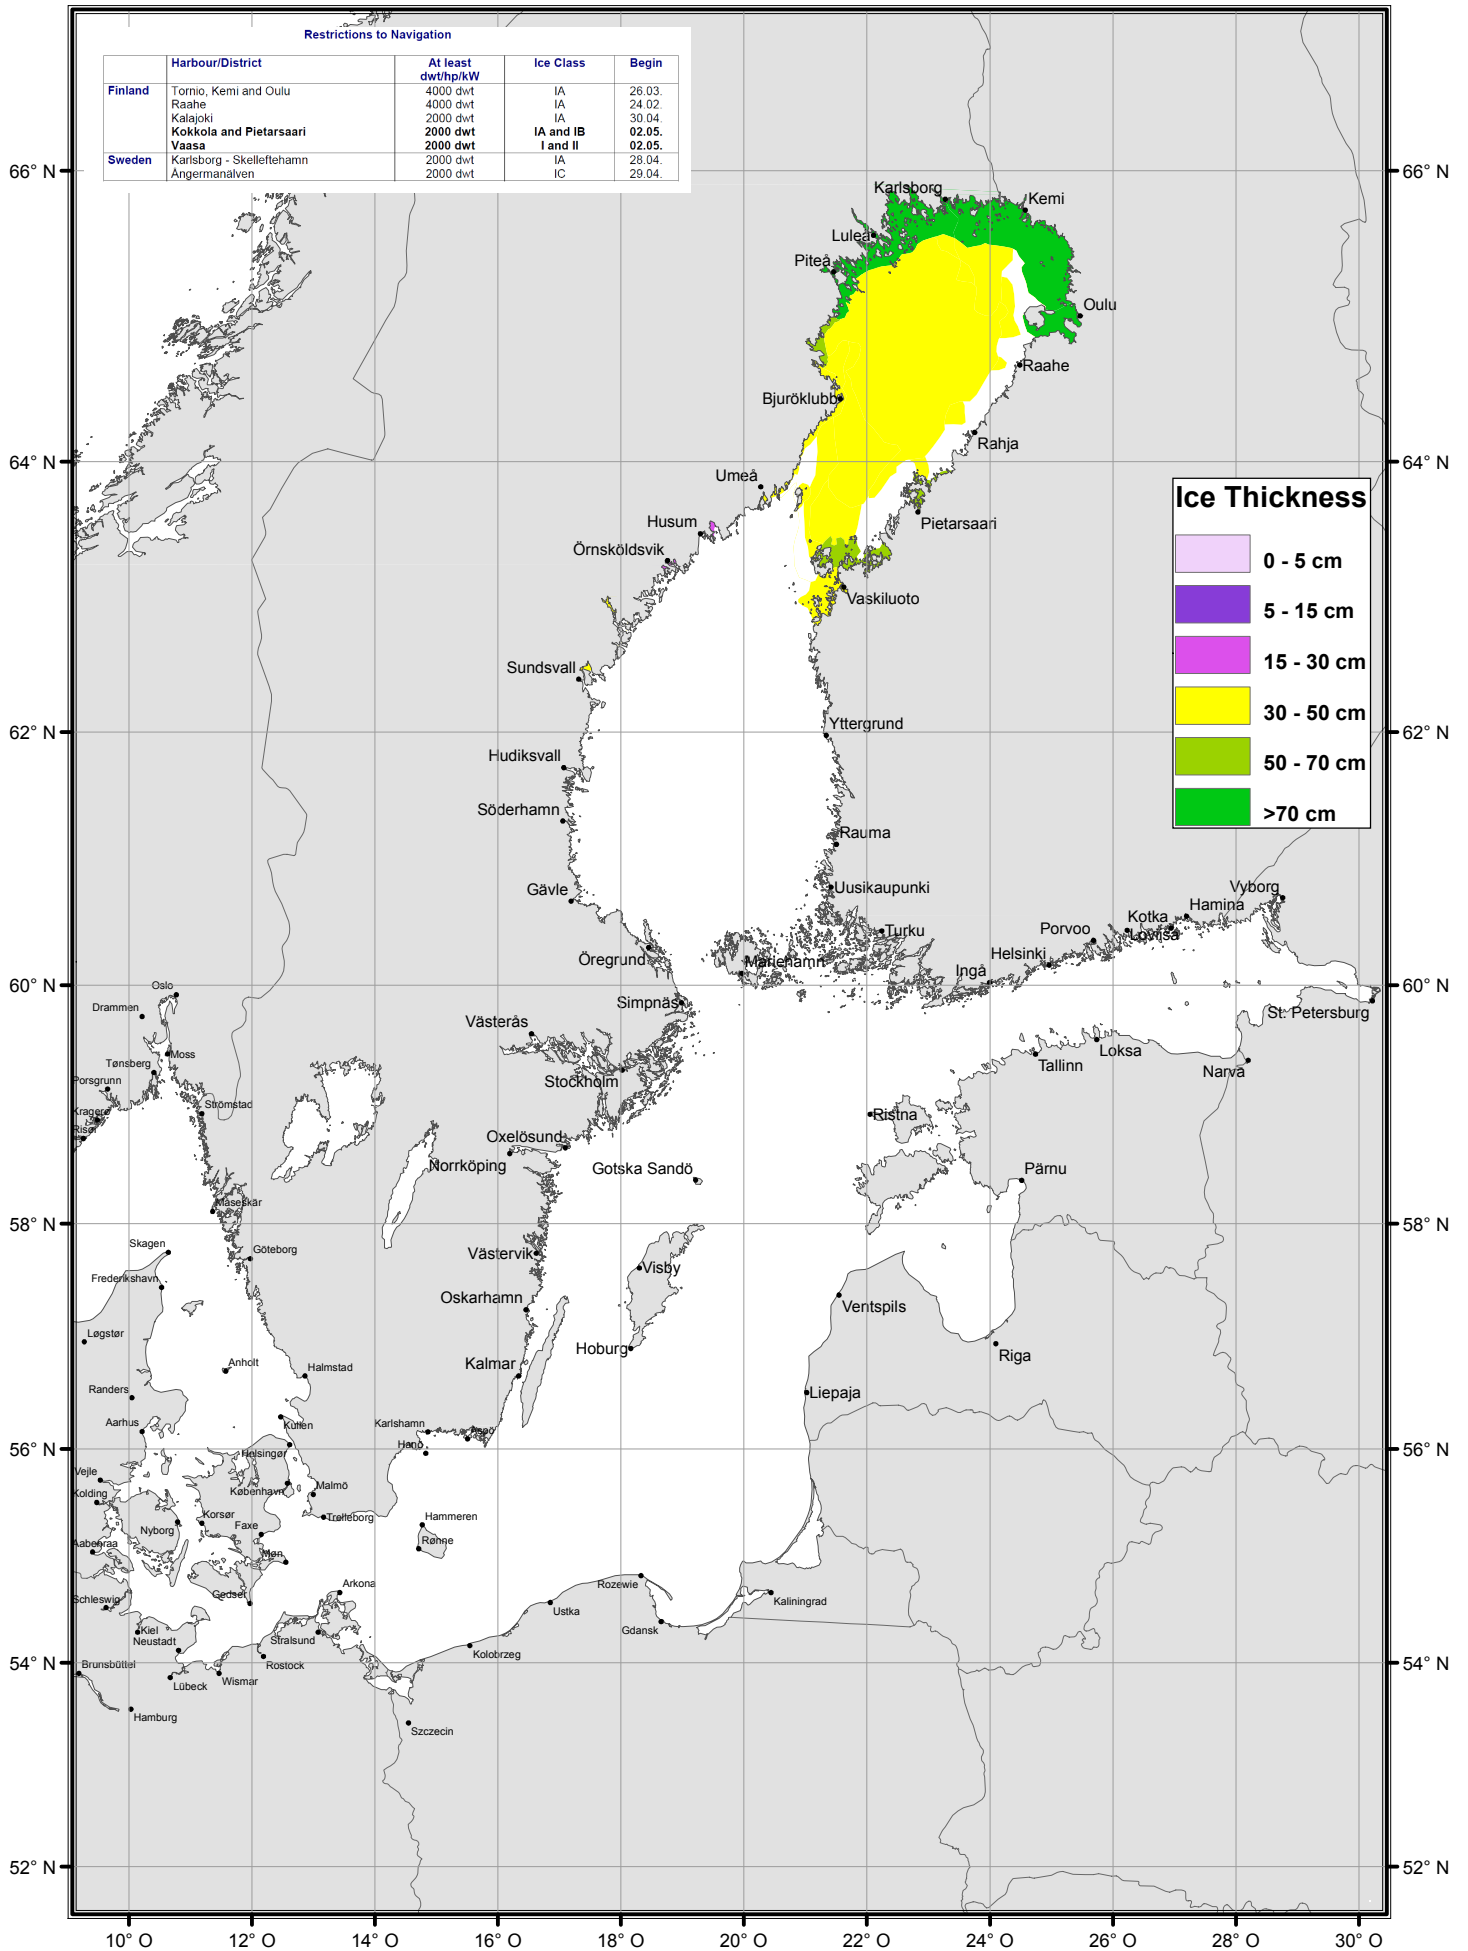 Restrictions to Navigation
Harbour/District At least dwt/hp/kW Ice Class Begin
Finland Tornio, Kemi and Oulu 4000 dwt IA 26.03.
Raahe 4000 dwt IA 24.02.
Kalajoki 2000 dwt IA 30.04.
Kokkola and Pietarsaari 2000 dwt IA and IB 02.05.
Vaasa 2000 dwt I and II 02.05.
Sweden Karlsborg - Skelleftehamn 2000 dwt IA 28.04.
Ångermanälven 2000 dwt IC 29.04.
66° N
66° N
Karlsborg
Kemi
Luleå
Piteå
Oulu
Raahe
Bjuröklubb
Rahja
64° N
64° N
Umeå
Ice Thickness
0 - 5 cm
5 - 15 cm
15 - 30 cm
30 - 50 cm
50 - 70 cm
>70 cm
Husum
Pietarsaari
Örnsköldsvik
Vaskiluoto
Sundsvall
Yttergrund
62° N
62° N
Hudiksvall
Söderhamn
Rauma
Gävle
Uusikaupunki
Vyborg
Hamina
Kotka
Lovijsa
Porvoo
Turku
Helsinki
Öregrund
Mariehamn
Ingå
60° N
60° N
Oslo
Drammen
Simpnäs
St. Petersburg
Västerås
Moss
Tønsberg
Loksa
Tallinn
Narva
Porsgrunn
Stockholm
Kragerø
Strömstad
Ristna
Risør
Oxelösund
Norrköping
Gotska Sandö
Pärnu
Måseskär
58° N
58° N
Skagen
Göteborg
Västervik
Visby
Frederikshavn
Oskarhamn
Ventspils
Løgstør
Hoburg
Riga
Anholt
Halmstad
Kalmar
Randers
Liepaja
Aarhus
Kullen
Karlshamn
Hanö
Helsingør
56° N
56° N
Vejle
København
Malmö
Kolding
Korsør
Trelleborg
Hammeren
Nyborg
Faxe
Rønne
Aabenraa
Møn
Rozewie
Arkona
Schleswig
Gedser
Kaliningrad
Ustka
Kiel
Gdansk
Neustadt
Stralsund
Kolobrzeg
54° N
54° N
Brunsbüttel
Rostock
Wismar
Lübeck
Hamburg
Szczecin
52° N
52° N
10° O 12° O 14° O 16° O 18° O 20° O 22° O 24° O 26° O 28° O 30° O